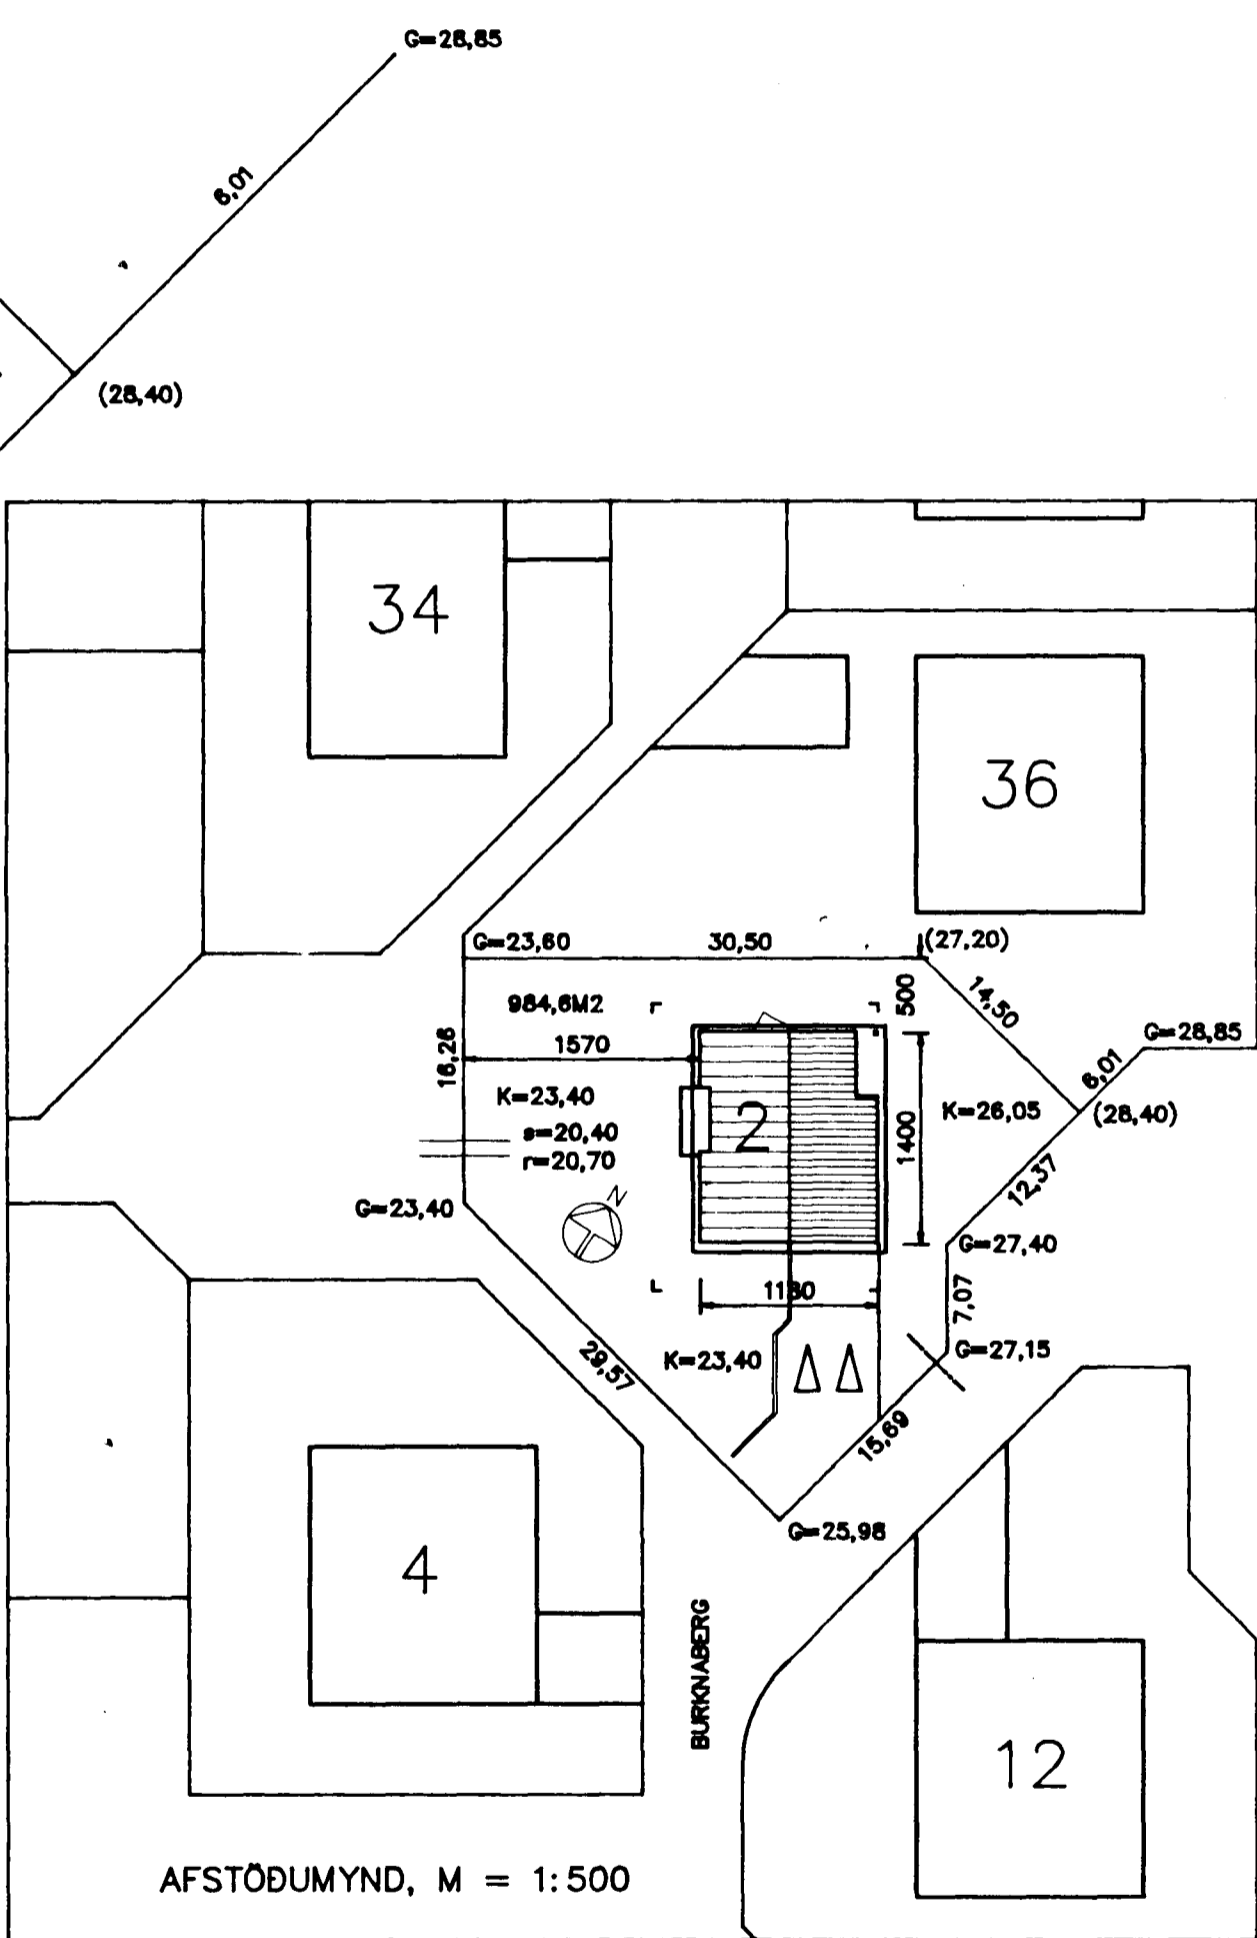 G=28,85
6,01
(28,40)
34
36
G=23,60
30,50
(27,20)
984,6M2
500
14,50
1570
16,26
G=28,85
6,01
K=23,40
2
K=26,05
(28,40)
s=20,40
1400
r=20,70
12,37
N
G=23,40
G=27,40
1180
7,07
29,57
K=23,40
G=27,15
15,69
G=25,98
4
BURKNABERG
12
AFSTÖÐUMYND, M = 1:500